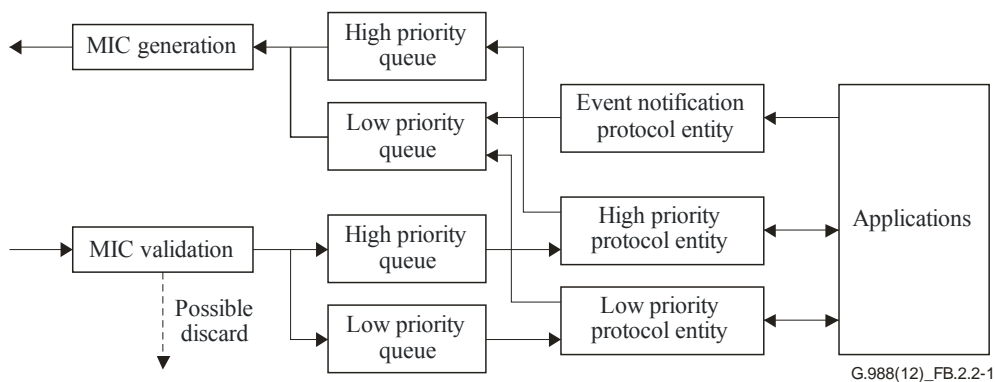 MIC generation
High priority
queue
Event notification
protocol entity
Low priority
queue
Applications
MIC validation
High priority
queue
High priority
protocol entity
Possible
discard
Low priority
queue
Low priority
protocol entity
G.988(12)_FB.2.2-1